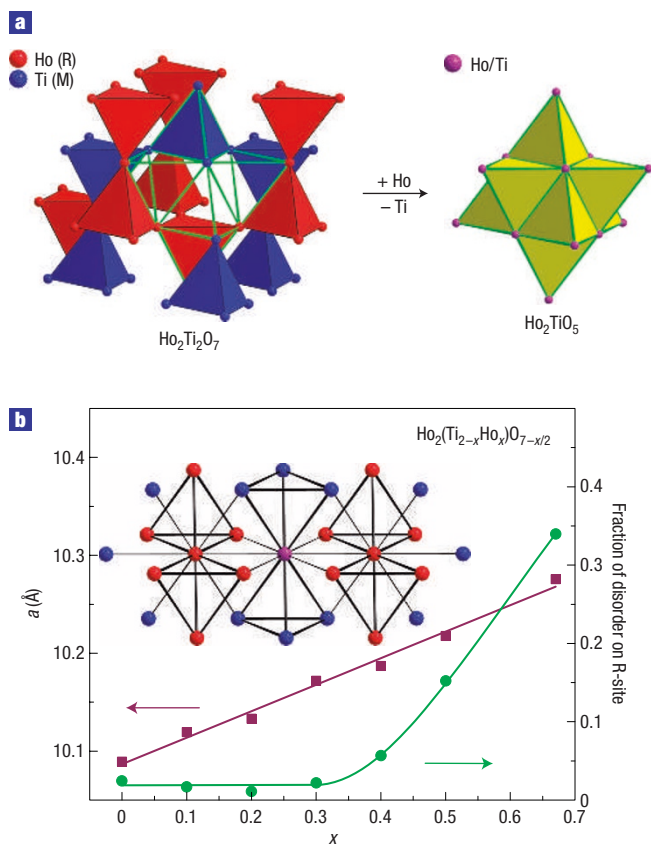 a
Ho (R)
Ti (M)
Ho/Ti
+ Ho
– Ti
Ho₂Ti₂O₇
Ho₂TiO₅
b
Ho₂(Ti₂₋ₓHoₓ)O₇₋ₓ/₂
10.4
10.3
10.2
10.1
a (Å)
0.4
0.3
0.2
0.1
0
Fraction of disorder on R-site
0 0.1 0.2 0.3 0.4 0.5 0.6 0.7
x